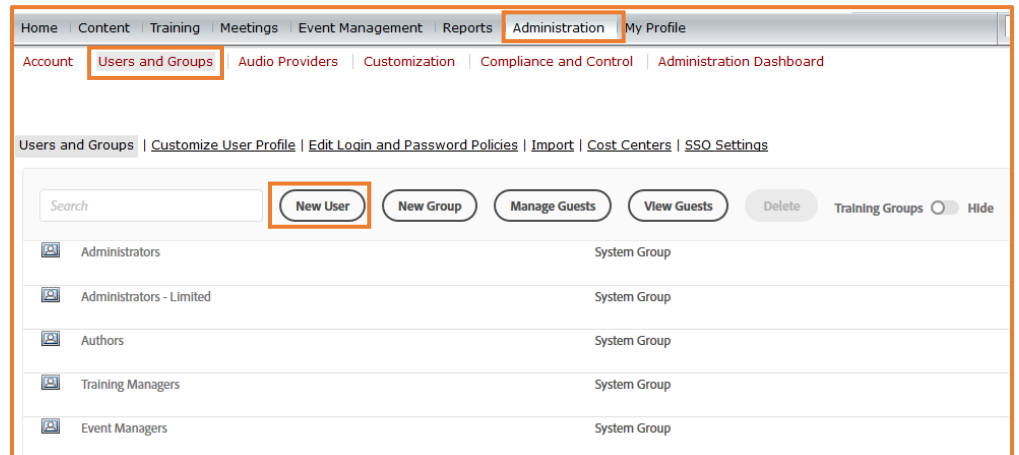 Home Content Training Meetings Event Management Reports Administration My Profile
Account Users and Groups Audio Providers Customization Compliance and Control Administration Dashboard
Users and Groups | Customize User Profile | Edit Login and Password Policies | Import | Cost Centers | SSO Settings
Search New User New Group Manage Guests View Guests Delete Training Groups Hide
Administrators System Group
Administrators - Limited System Group
Authors System Group
Training Managers System Group
Event Managers System Group